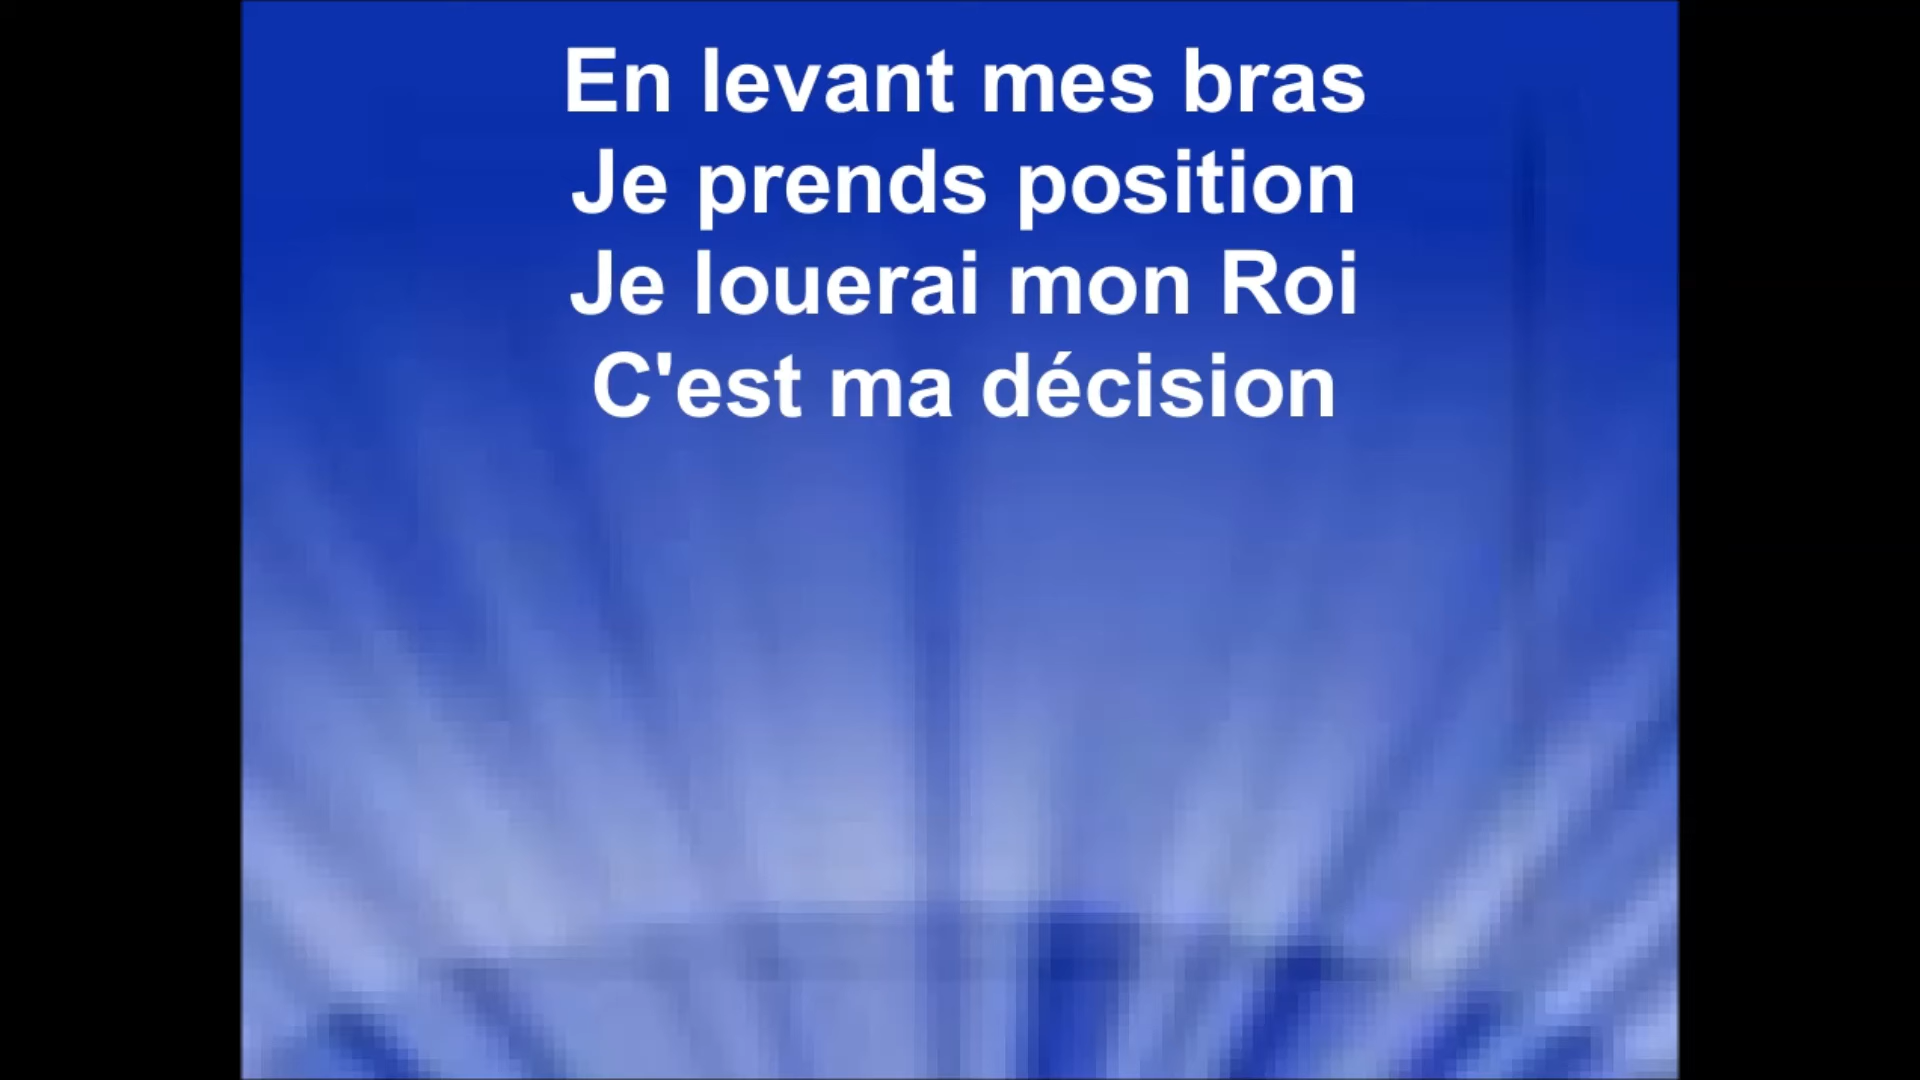 En levant mes bras
Je prends position
Je louerai mon Roi
C'est ma décision